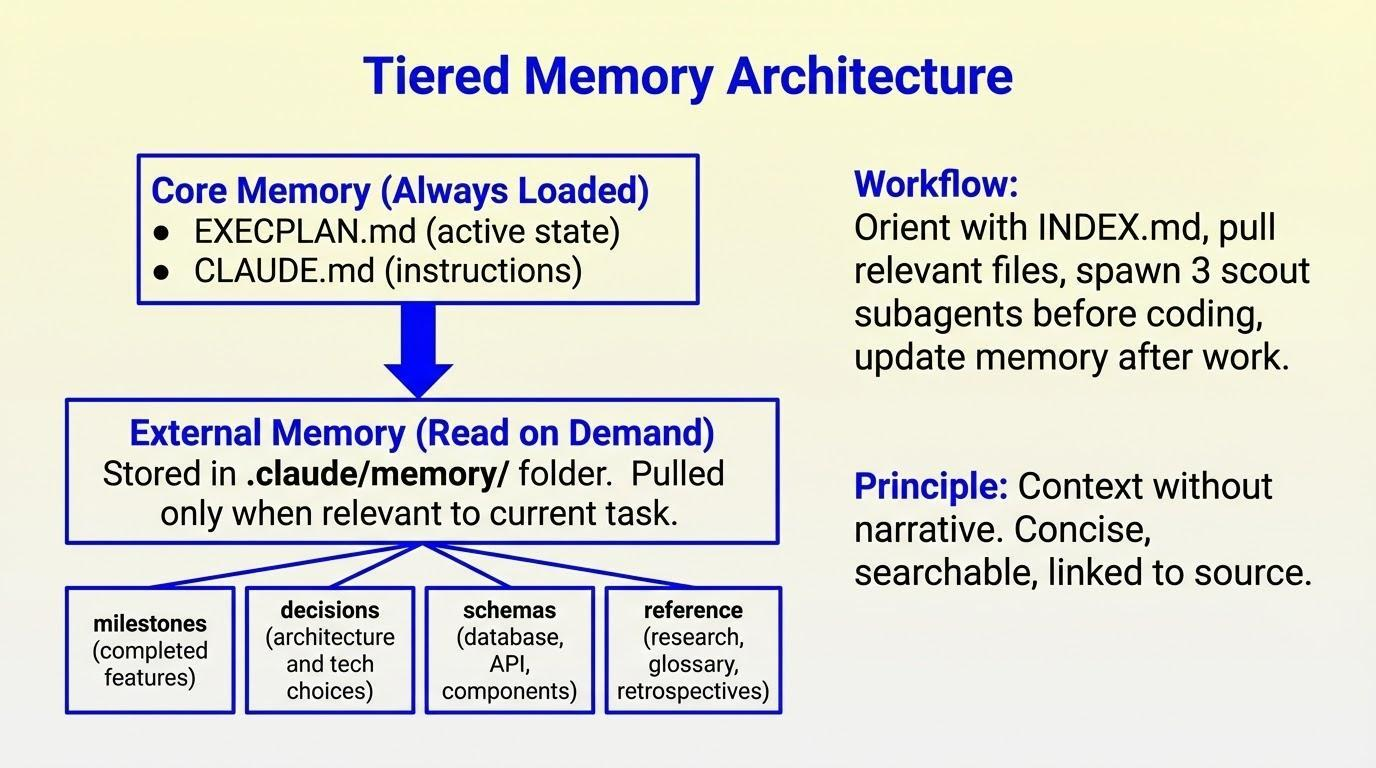 Tiered Memory Architecture
Core Memory (Always Loaded)
● EXECPLAN.md (active state)
● CLAUDE.md (instructions)
External Memory (Read on Demand)
Stored in .claude/memory/ folder.  Pulled
only when relevant to current task.
milestones
(completed
features)
decisions
(architecture
and tech
choices)
schemas
(database,
API,
components)
reference
(research,
glossary,
retrospectives)
Workflow:
Orient with INDEX.md, pull
relevant files, spawn 3 scout
subagents before coding,
update memory after work.
Principle: Context without
narrative. Concise,
searchable, linked to source.